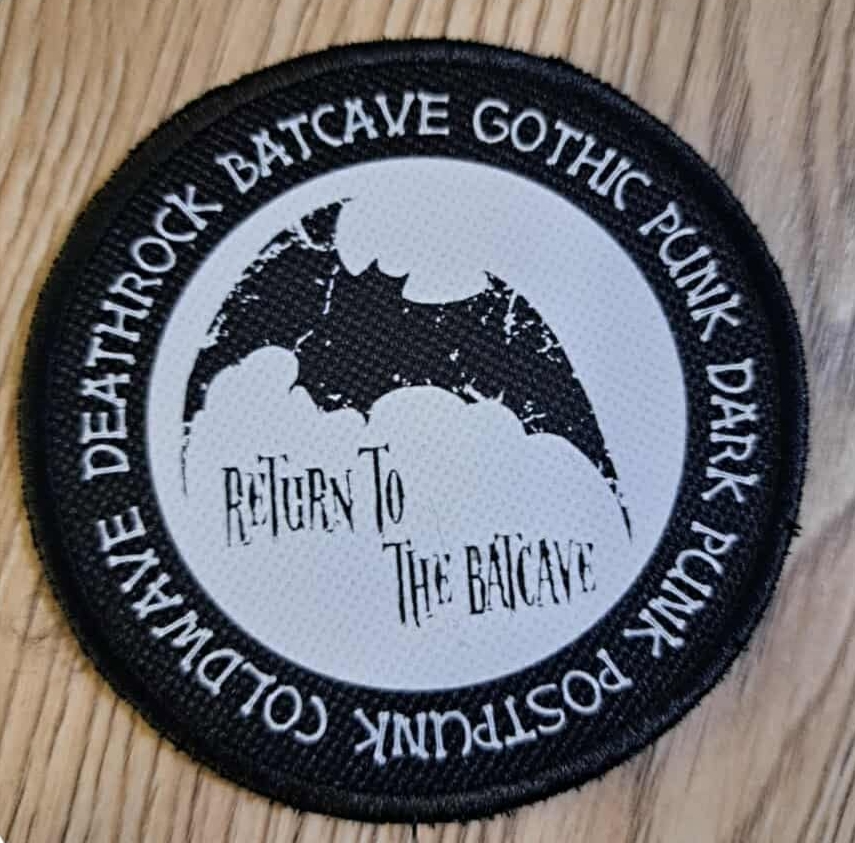 DEATHROCK BATCAVE GOTHIC PUNK DARK PUNK POSTPUNK COLDWAVE
RETURN TO
THE BATCAVE